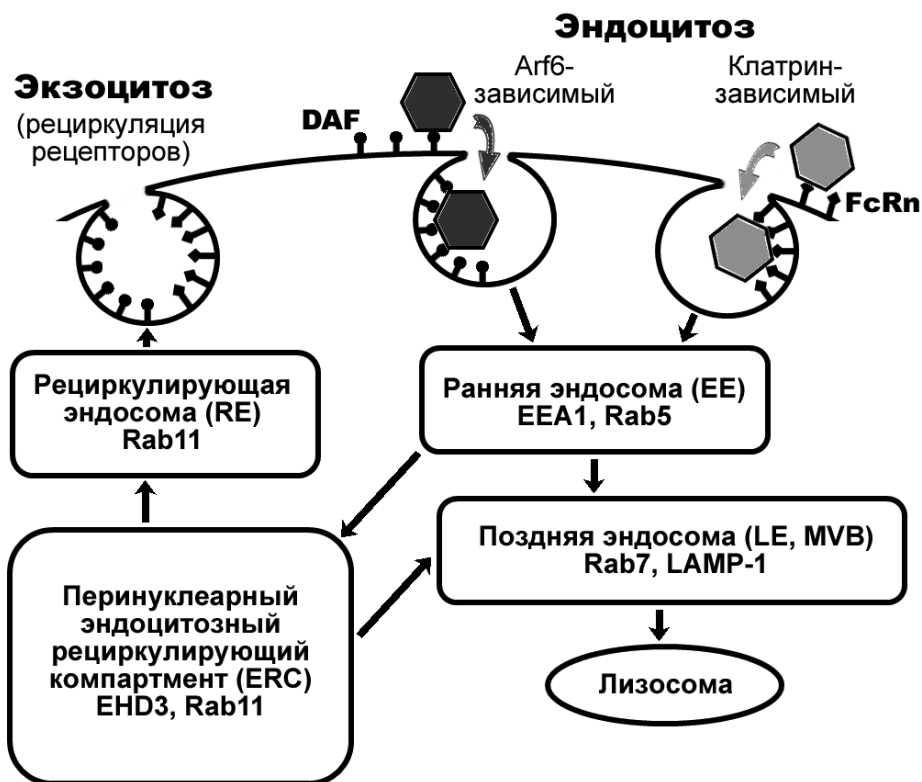 Эндоцитоз
Arf6-
зависимый
Клатрин-
зависимый
Экзоцитоз
(рециркуляция
рецепторов)
DAF
FcRn
Рециркулирующая
эндосома (RE)
Rab11
Ранняя эндосома (EE)
EEA1, Rab5
Поздняя эндосома (LE, MVB)
Rab7, LAMP-1
Перинуклеарный
эндоцитозный
рециркулирующий
компартмент (ERC)
EHD3, Rab11
Лизосома